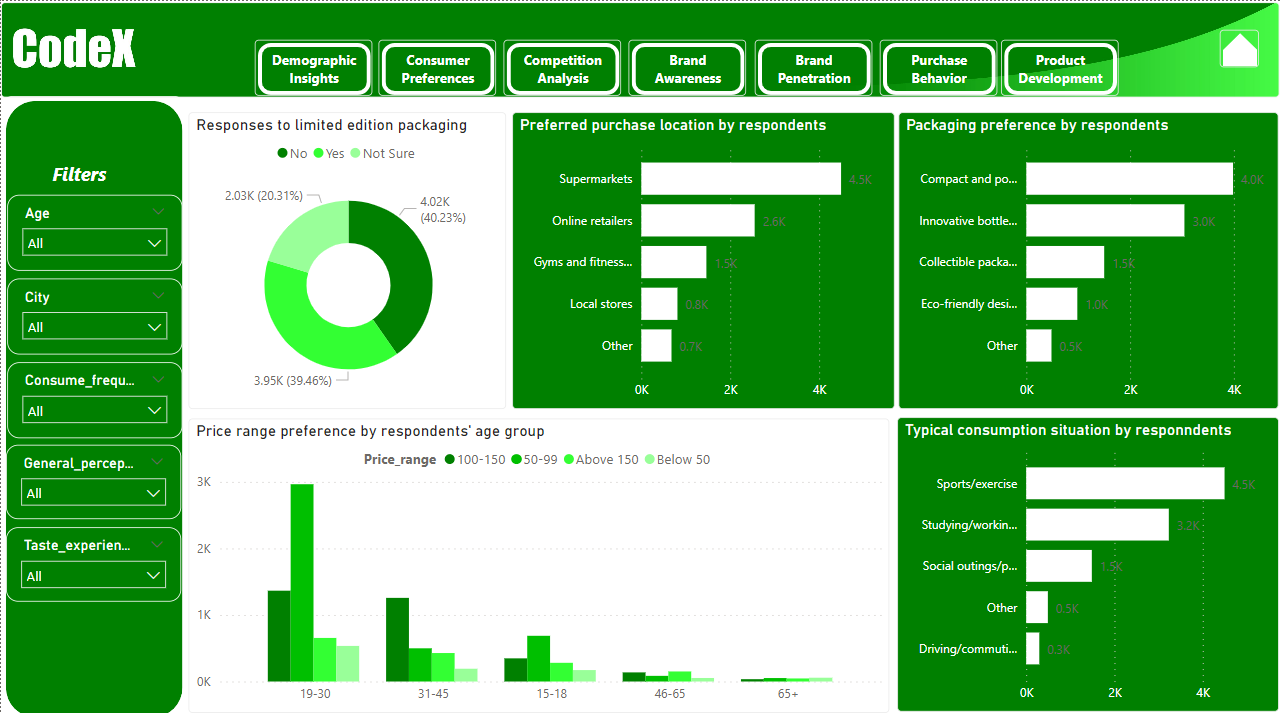 CodeX
Demographic
Insights
Consumer
Preferences
Competition
Analysis
Brand
Awareness
Brand
Penetration
Purchase
Behavior
Product
Development
Filters
Age
All
City
All
Consume_frequ...
All
General_percep...
All
Taste_experien...
All
Responses to limited edition packaging
No Yes Not Sure
2.03K (20.31%)
4.02K
(40.23%)
3.95K (39.46%)
Preferred purchase location by respondents
Supermarkets 4.5K
Online retailers 2.6K
Gyms and fitness... 1.5K
Local stores 0.8K
Other 0.7K
0K 2K 4K
Packaging preference by respondents
Compact and po... 4.0K
Innovative bottle... 3.0K
Collectible packa... 1.5K
Eco-friendly desi... 1.0K
Other 0.5K
0K 2K 4K
Price range preference by respondents' age group
Price_range 100-150 50-99 Above 150 Below 50
3K
2K
1K
0K
19-30 31-45 15-18 46-65 65+
Typical consumption situation by responndents
Sports/exercise 4.5K
Studying/workin... 3.2K
Social outings/p... 1.5K
Other 0.5K
Driving/commuti... 0.3K
0K 2K 4K